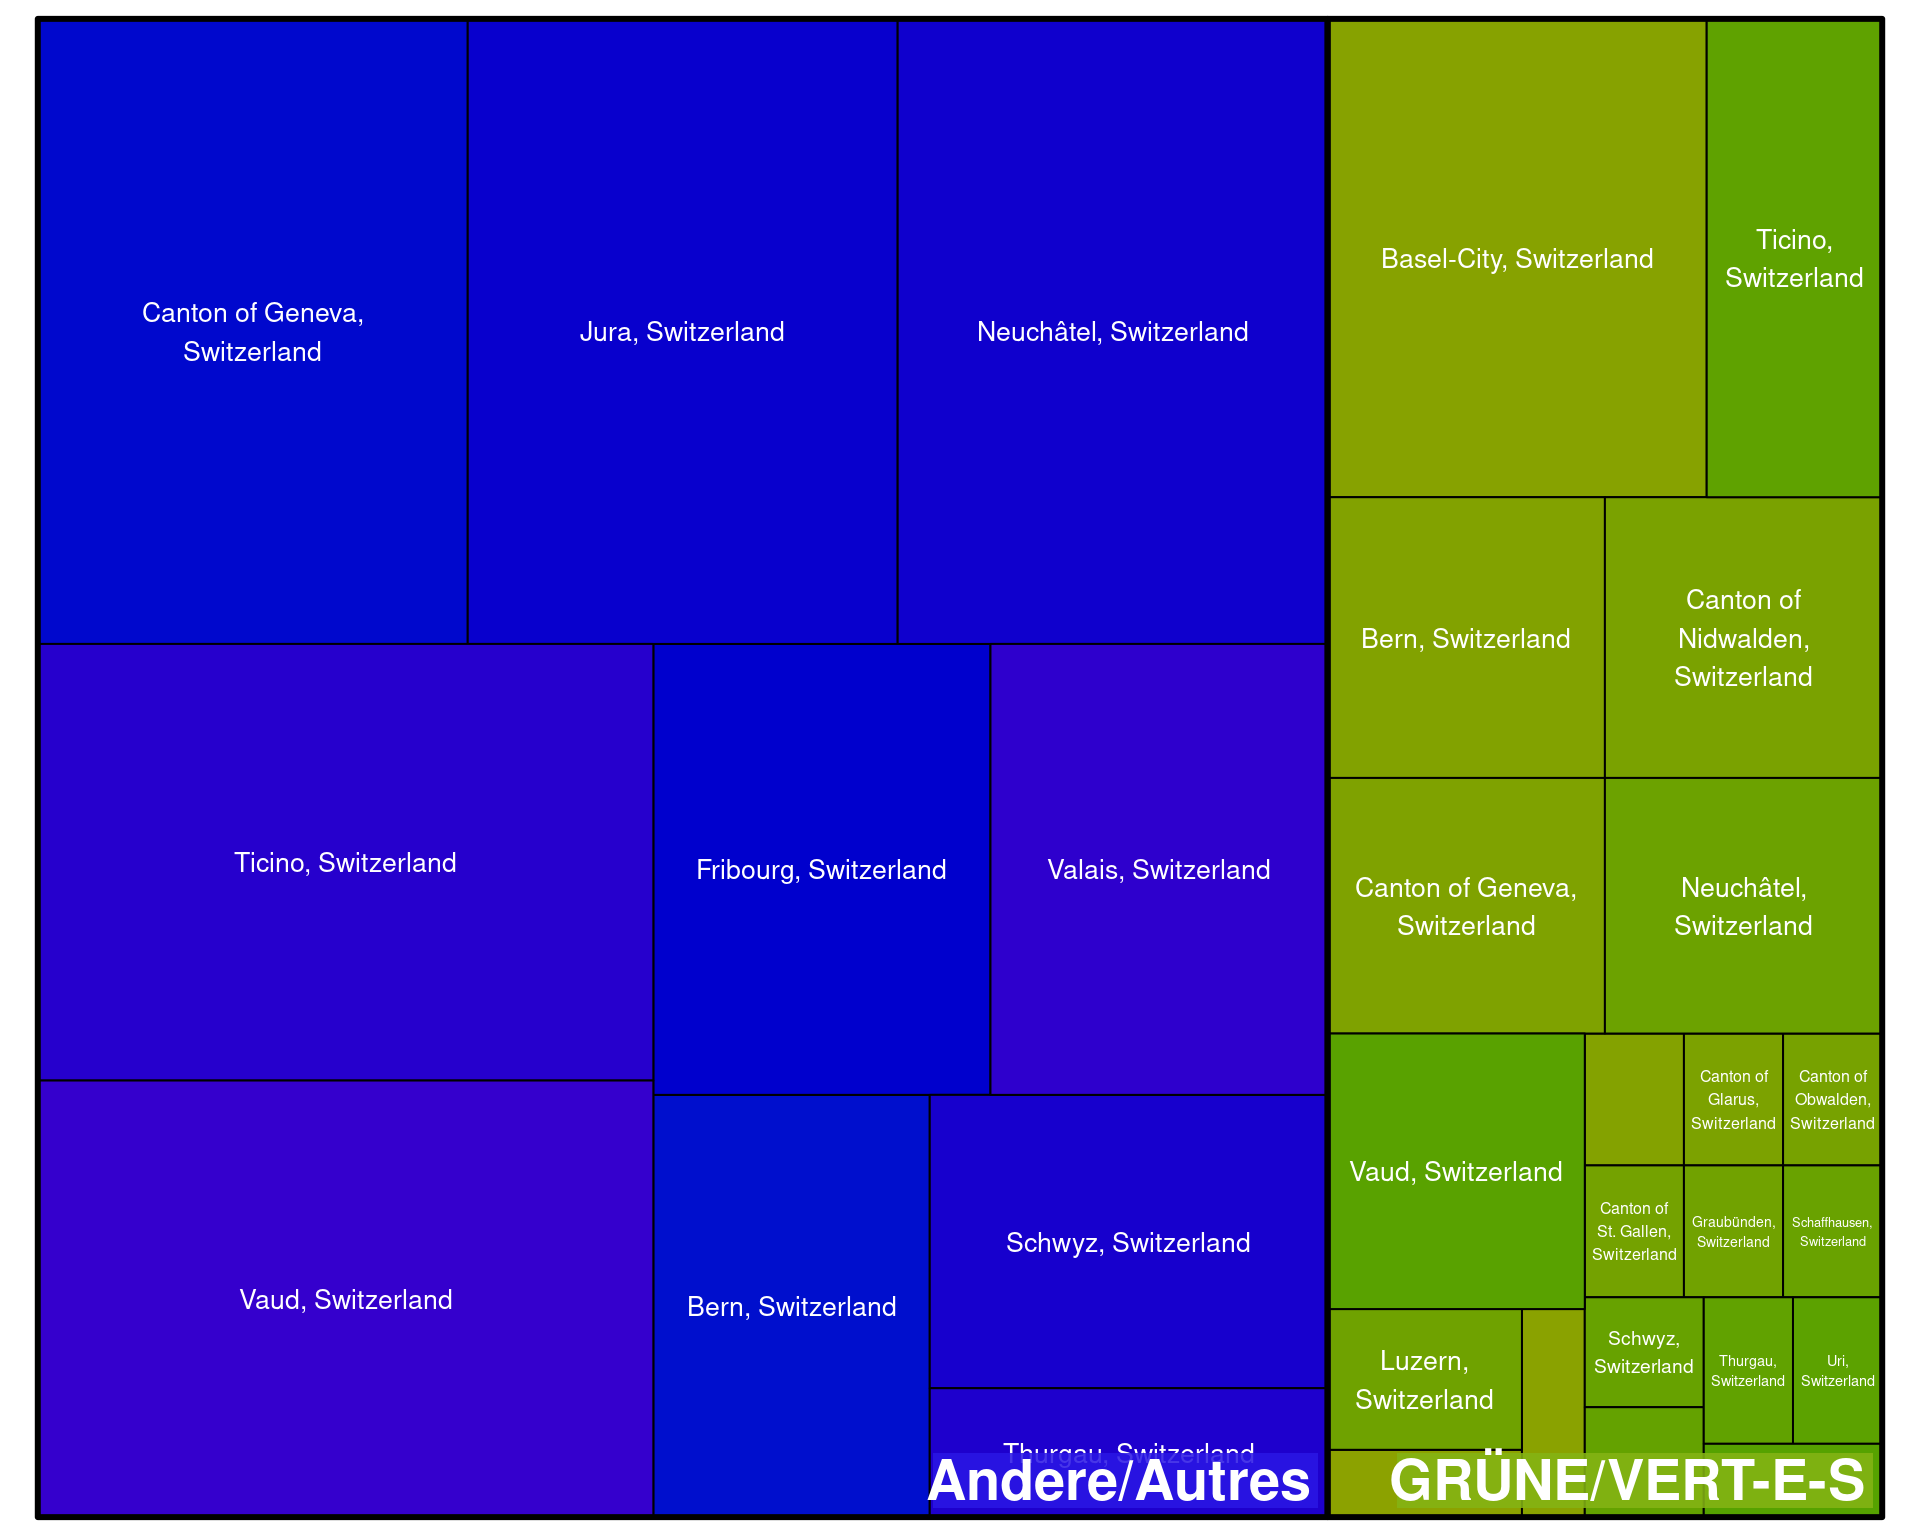 Canton of Geneva,
Switzerland
Jura, Switzerland
Neuchâtel, Switzerland
Ticino, Switzerland
Fribourg, Switzerland
Valais, Switzerland
Vaud, Switzerland
Bern, Switzerland
Schwyz, Switzerland
Thurgau, Switzerland
Andere/Autres
Basel-City, Switzerland
Ticino,
Switzerland
Bern, Switzerland
Canton of
Nidwalden,
Switzerland
Canton of Geneva,
Switzerland
Neuchâtel,
Switzerland
Vaud, Switzerland
Canton of
Glarus,
Switzerland
Canton of
Obwalden,
Switzerland
Canton of
St. Gallen,
Switzerland
Graubünden,
Switzerland
Schaffhausen,
Switzerland
Luzern,
Switzerland
Schwyz,
Switzerland
Thurgau,
Switzerland
Uri,
Switzerland
GRÜNE/VERT-E-S